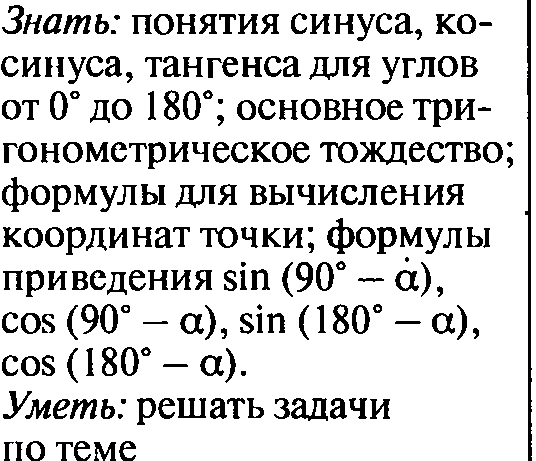 Знать: понятия синуса, ко-
синуса, тангенса для углов
от 0° до 180°; основное три-
гонометрическое тождество;
формулы для вычисления
координат точки; формулы
приведения sin (90° – α),
cos (90° – α), sin (180° – α),
cos (180° – α).
Уметь: решать задачи
по теме